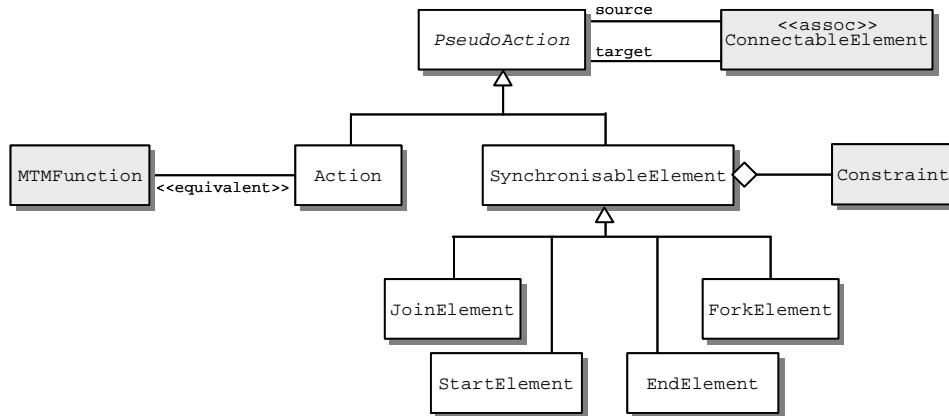 source
<<assoc>>
ConnectableElement
PseudoAction
target
MTMFunction
<<equivalent>>
Action
SynchronisableElement
Constraint
JoinElement
ForkElement
StartElement
EndElement